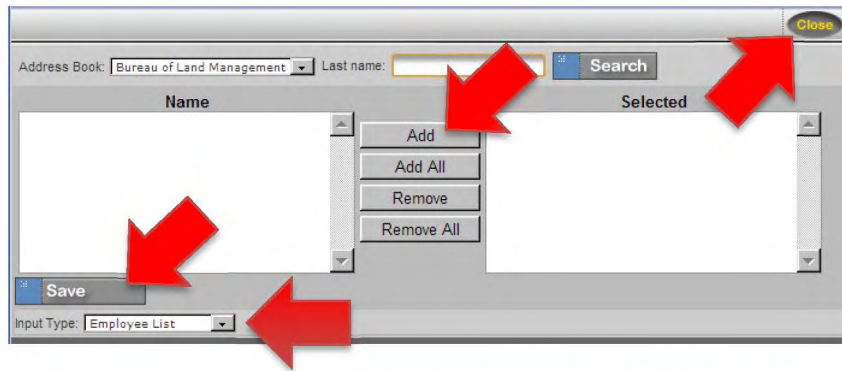 Close
Address Book: Bureau of Land Management Last name: Search
Name Selected
Add
Add All
Remove
Remove All
Save
Input Type: Employee List